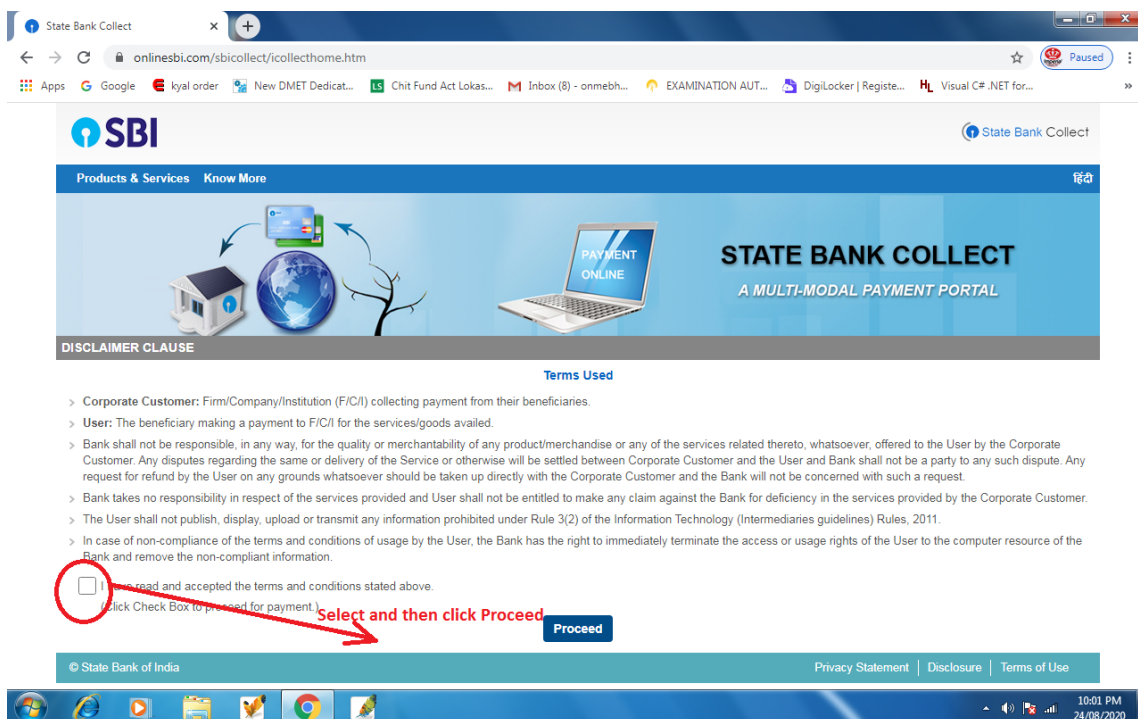 State Bank Collect
onlinesbi.com/sbicollect/icollecthome.htm
Paused
Apps Google kyal order New DMET Dedicat... LS Chit Fund Act Lokas... Inbox (8) - onmebh... EXAMINATION AUT... DigiLocker | Registe... HL Visual C# .NET for... »
SBI
State Bank Collect
Products & Services Know More हिंदी
PAYMENT
ONLINE
STATE BANK COLLECT
A MULTI-MODAL PAYMENT PORTAL
DISCLAIMER CLAUSE
Terms Used
Corporate Customer: Firm/Company/Institution (F/C/I) collecting payment from their beneficiaries.
User: The beneficiary making a payment to F/C/I for the services/goods availed.
Bank shall not be responsible, in any way, for the quality or merchantability of any product/merchandise or any of the services related thereto, whatsoever, offered to the User by the Corporate
Customer. Any disputes regarding the same or delivery of the Service or otherwise will be settled between Corporate Customer and the User and Bank shall not be a party to any such dispute. Any
request for refund by the User on any grounds whatsoever should be taken up directly with the Corporate Customer and the Bank will not be concerned with such a request.
Bank takes no responsibility in respect of the services provided and User shall not be entitled to make any claim against the Bank for deficiency in the services provided by the Corporate Customer.
The User shall not publish, display, upload or transmit any information prohibited under Rule 3(2) of the Information Technology (Intermediaries guidelines) Rules, 2011.
In case of non-compliance of the terms and conditions of usage by the User, the Bank has the right to immediately terminate the access or usage rights of the User to the computer resource of the
Bank and remove the non-compliant information.
I have read and accepted the terms and conditions stated above.
(Click Check Box to proceed for payment.)
Select and then click Proceed
Proceed
© State Bank of India Privacy Statement | Disclosure | Terms of Use
10:01 PM
24/08/2020